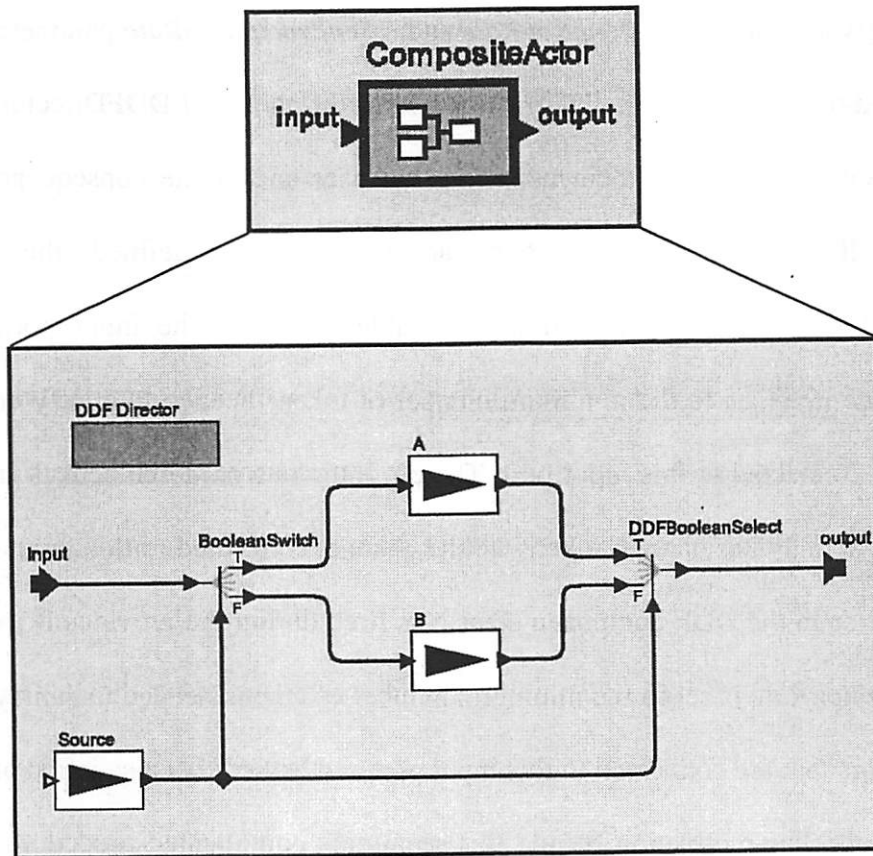 CompositeActor
input
output
DDF Director
A
BooleanSwitch
DDFBooleanSelect
Input
T
F
T
F
output
B
Source